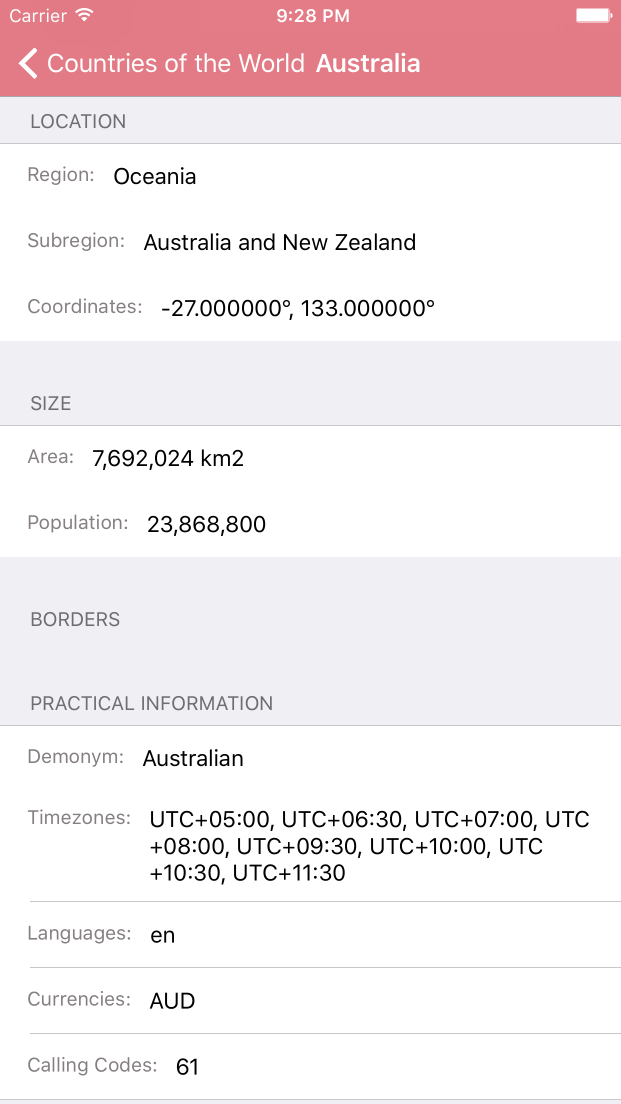 Carrier 9:28 PM
Countries of the World Australia
LOCATION
Region: Oceania
Subregion: Australia and New Zealand
Coordinates: -27.000000°, 133.000000°
SIZE
Area: 7,692,024 km2
Population: 23,868,800
BORDERS
PRACTICAL INFORMATION
Demonym: Australian
Timezones: UTC+05:00, UTC+06:30, UTC+07:00, UTC
+08:00, UTC+09:30, UTC+10:00, UTC
+10:30, UTC+11:30
Languages: en
Currencies: AUD
Calling Codes: 61